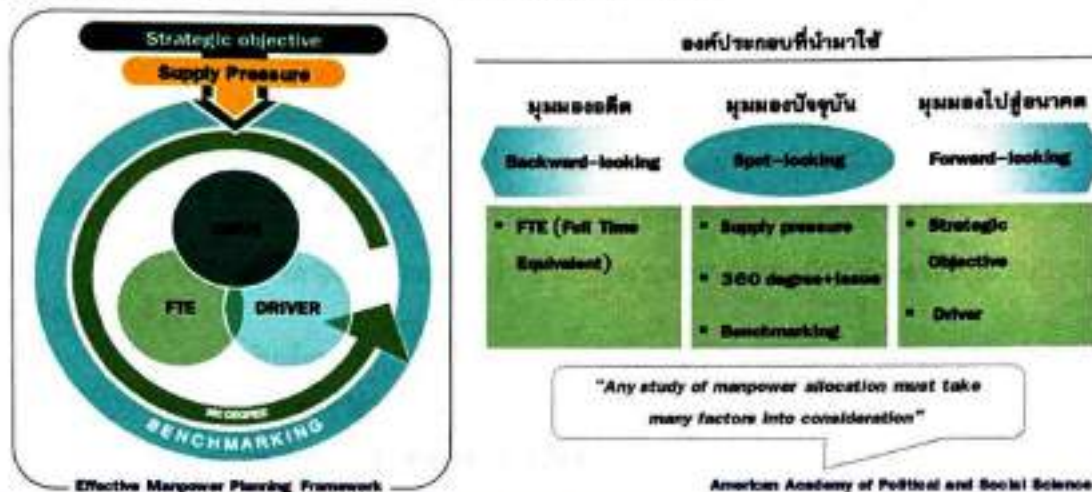 Strategic objective
Supply Pressure
FTE
DRIVER
360 DEGREE
BENCHMARKING
Effective Manpower Planning Framework
องค์ประกอบที่นำมาใช้
มุมมองอดีต
Backward-looking
• FTE (Full Time
Equivalent)
มุมมองปัจจุบัน
Spot-looking
• Supply pressure
• 360 degree+issue
• Benchmarking
มุมมองไปสู่อนาคต
Forward-looking
• Strategic
Objective
• Driver
"Any study of manpower allocation must take
many factors into consideration"
American Academy of Political and Social Science